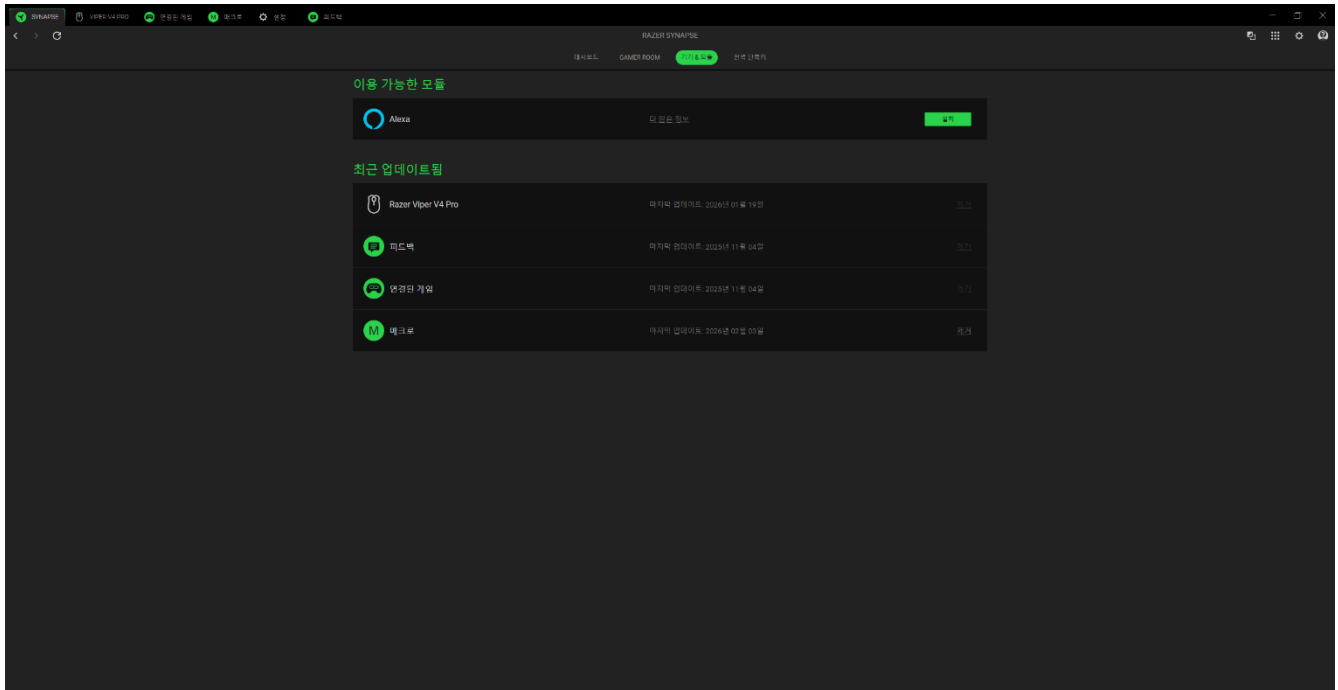 SYNAPSE VIPER V4 PRO 연결된 게임 매크로 설정 피드백
RAZER SYNAPSE
대시보드 GAMER ROOM 기기 & 모듈 전역 단축키
이용 가능한 모듈
Alexa 더 많은 정보 설치
최근 업데이트됨
Razer Viper V4 Pro 마지막 업데이트: 2026년 01월 19일 제거
피드백 마지막 업데이트: 2025년 11월 04일 제거
연결된 게임 마지막 업데이트: 2025년 11월 04일 제거
M 매크로 마지막 업데이트: 2026년 02월 03일 제거